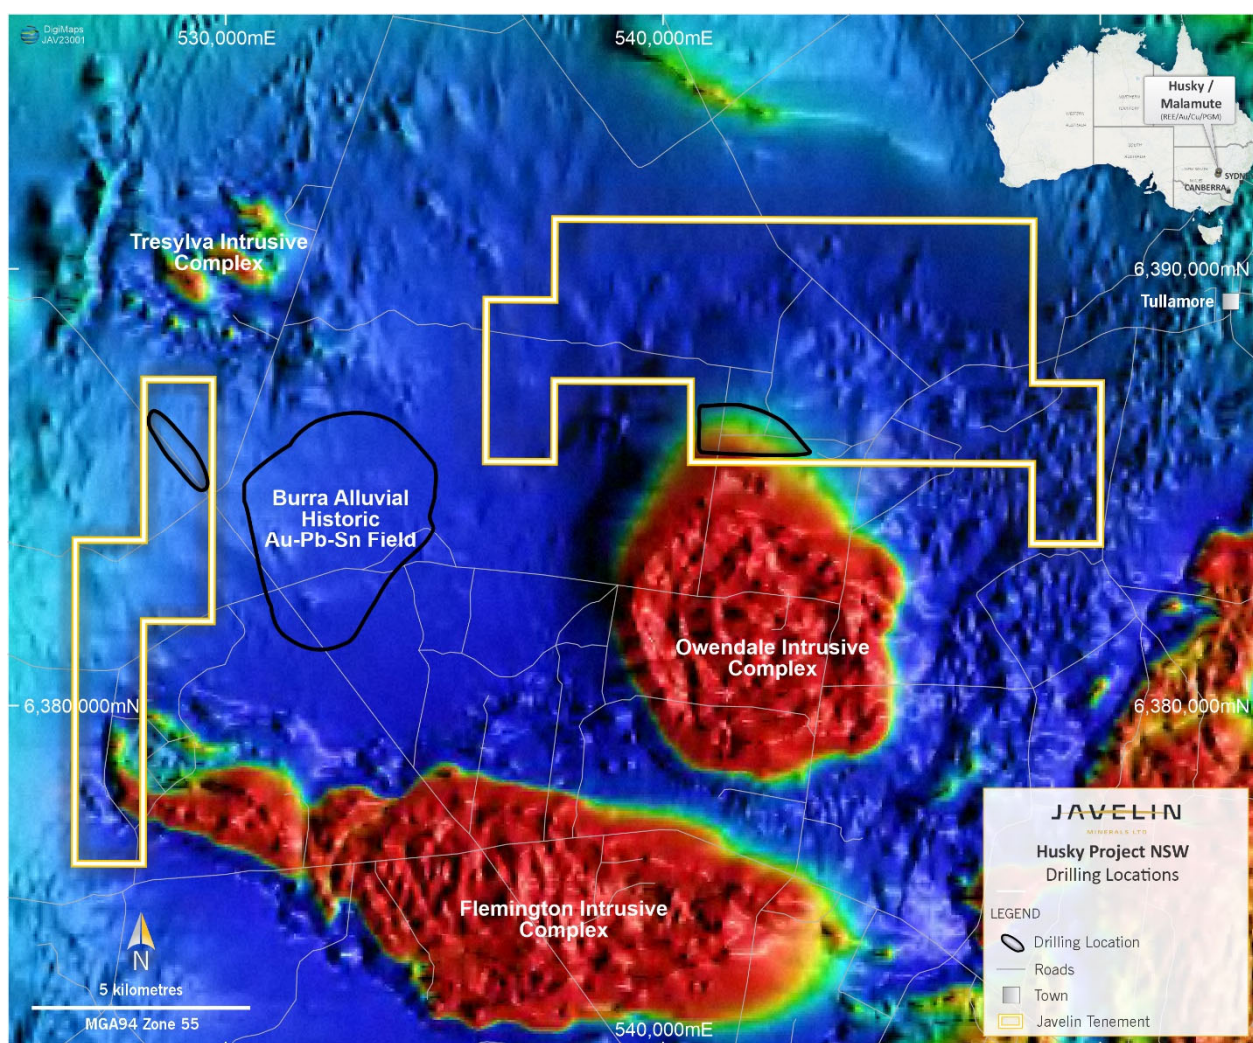 DigiMaps
JAV23001
530,000mE
540,000mE
Husky /
Malamute
(REE/Au/Cu/PGM)
SYDN
CANBERRA
Tresylva Intrusive
Complex
6,390,000mN
Tullamore
Burra Alluvial
Historic
Au-Pb-Sn Field
Owendale Intrusive
Complex
6,380,000mN
6,380,000mN
Flemington Intrusive
Complex
N
5 kilometres
MGA94 Zone 55
540,000mE
JAVELIN
MINERALS LTD
Husky Project NSW
Drilling Locations
LEGEND
Drilling Location
Roads
Town
Javelin Tenement